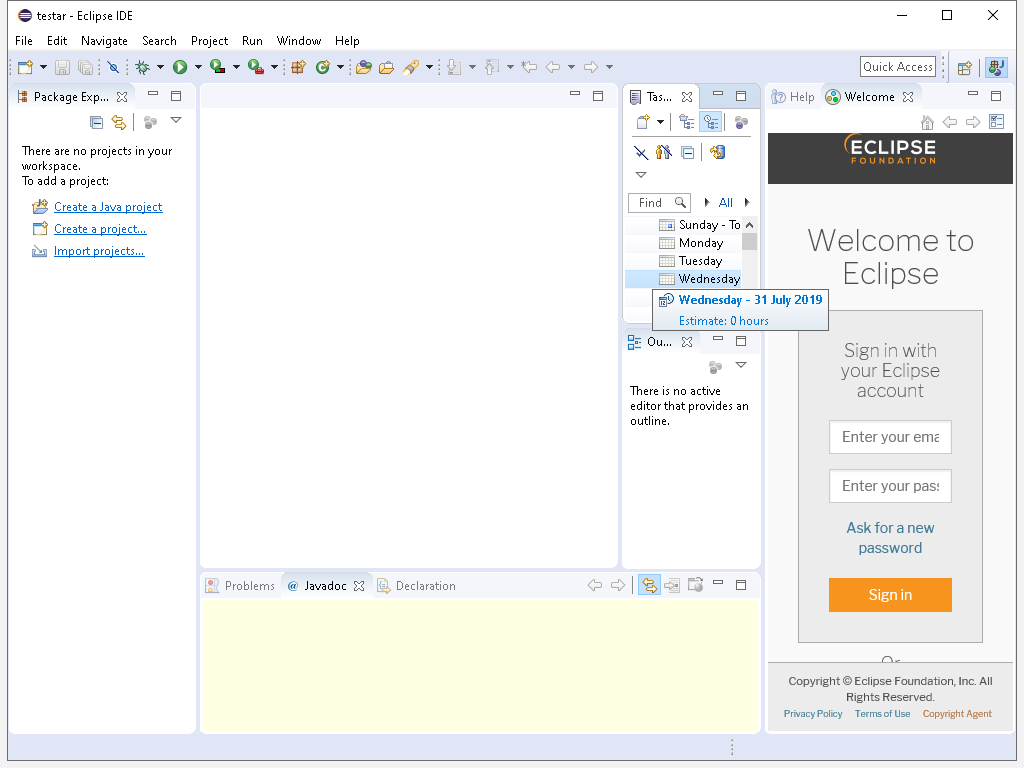 testar - Eclipse IDE
File Edit Navigate Search Project Run Window Help
Quick Access
Package Exp...
There are no projects in your
workspace.
To add a project:
Create a Java project
Create a project...
Import projects...
Tas...
Find
All
Sunday - To
Monday
Tuesday
Wednesday
Wednesday - 31 July 2019
Estimate: 0 hours
Ou...
There is no active
editor that provides an
outline.
Problems @ Javadoc Declaration
Help Welcome
ECLIPSE
FOUNDATION
Welcome to
Eclipse
Sign in with
your Eclipse
account
Enter your ema
Enter your pass
Ask for a new
password
Sign in
Or
Copyright © Eclipse Foundation, Inc. All
Rights Reserved.
Privacy Policy Terms of Use Copyright Agent